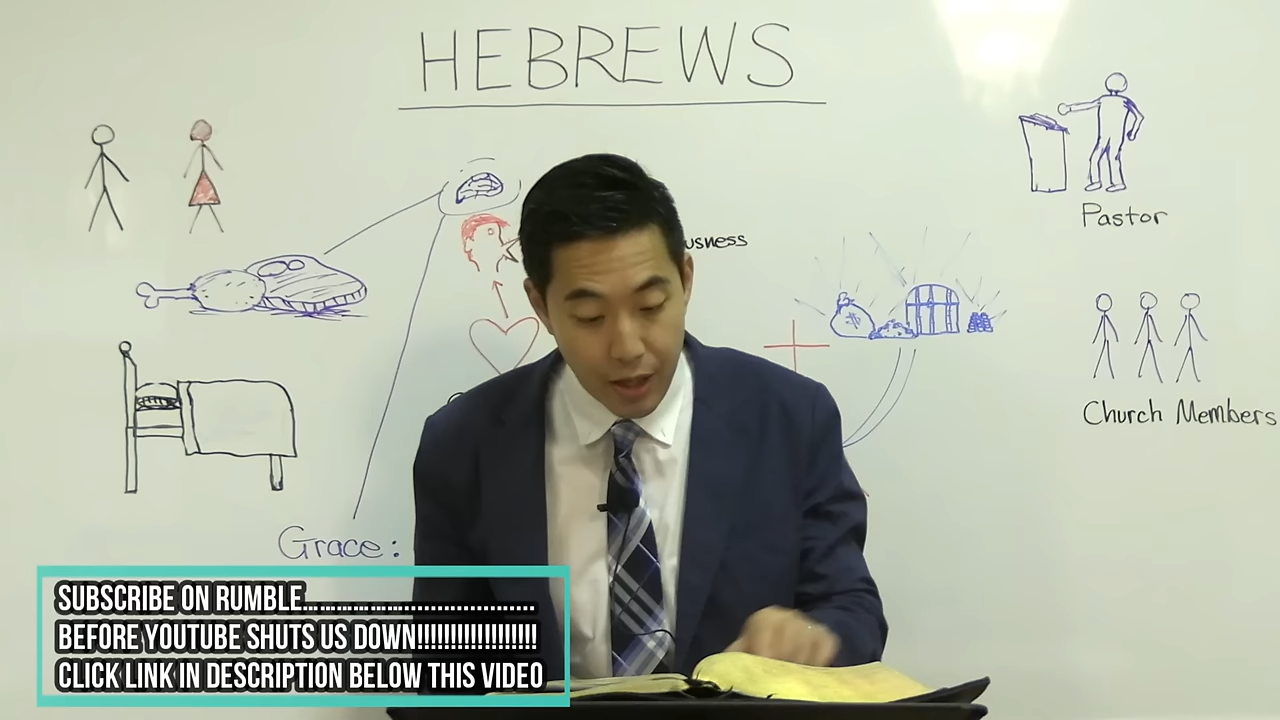 HEBREWS
usness
Pastor
Church Members
Grace:
SUBSCRIBE ON RUMBLE.......................................
BEFORE YOUTUBE SHUTS US DOWN!!!!!!!!!!!!!!!!!!
CLICK LINK IN DESCRIPTION BELOW THIS VIDEO